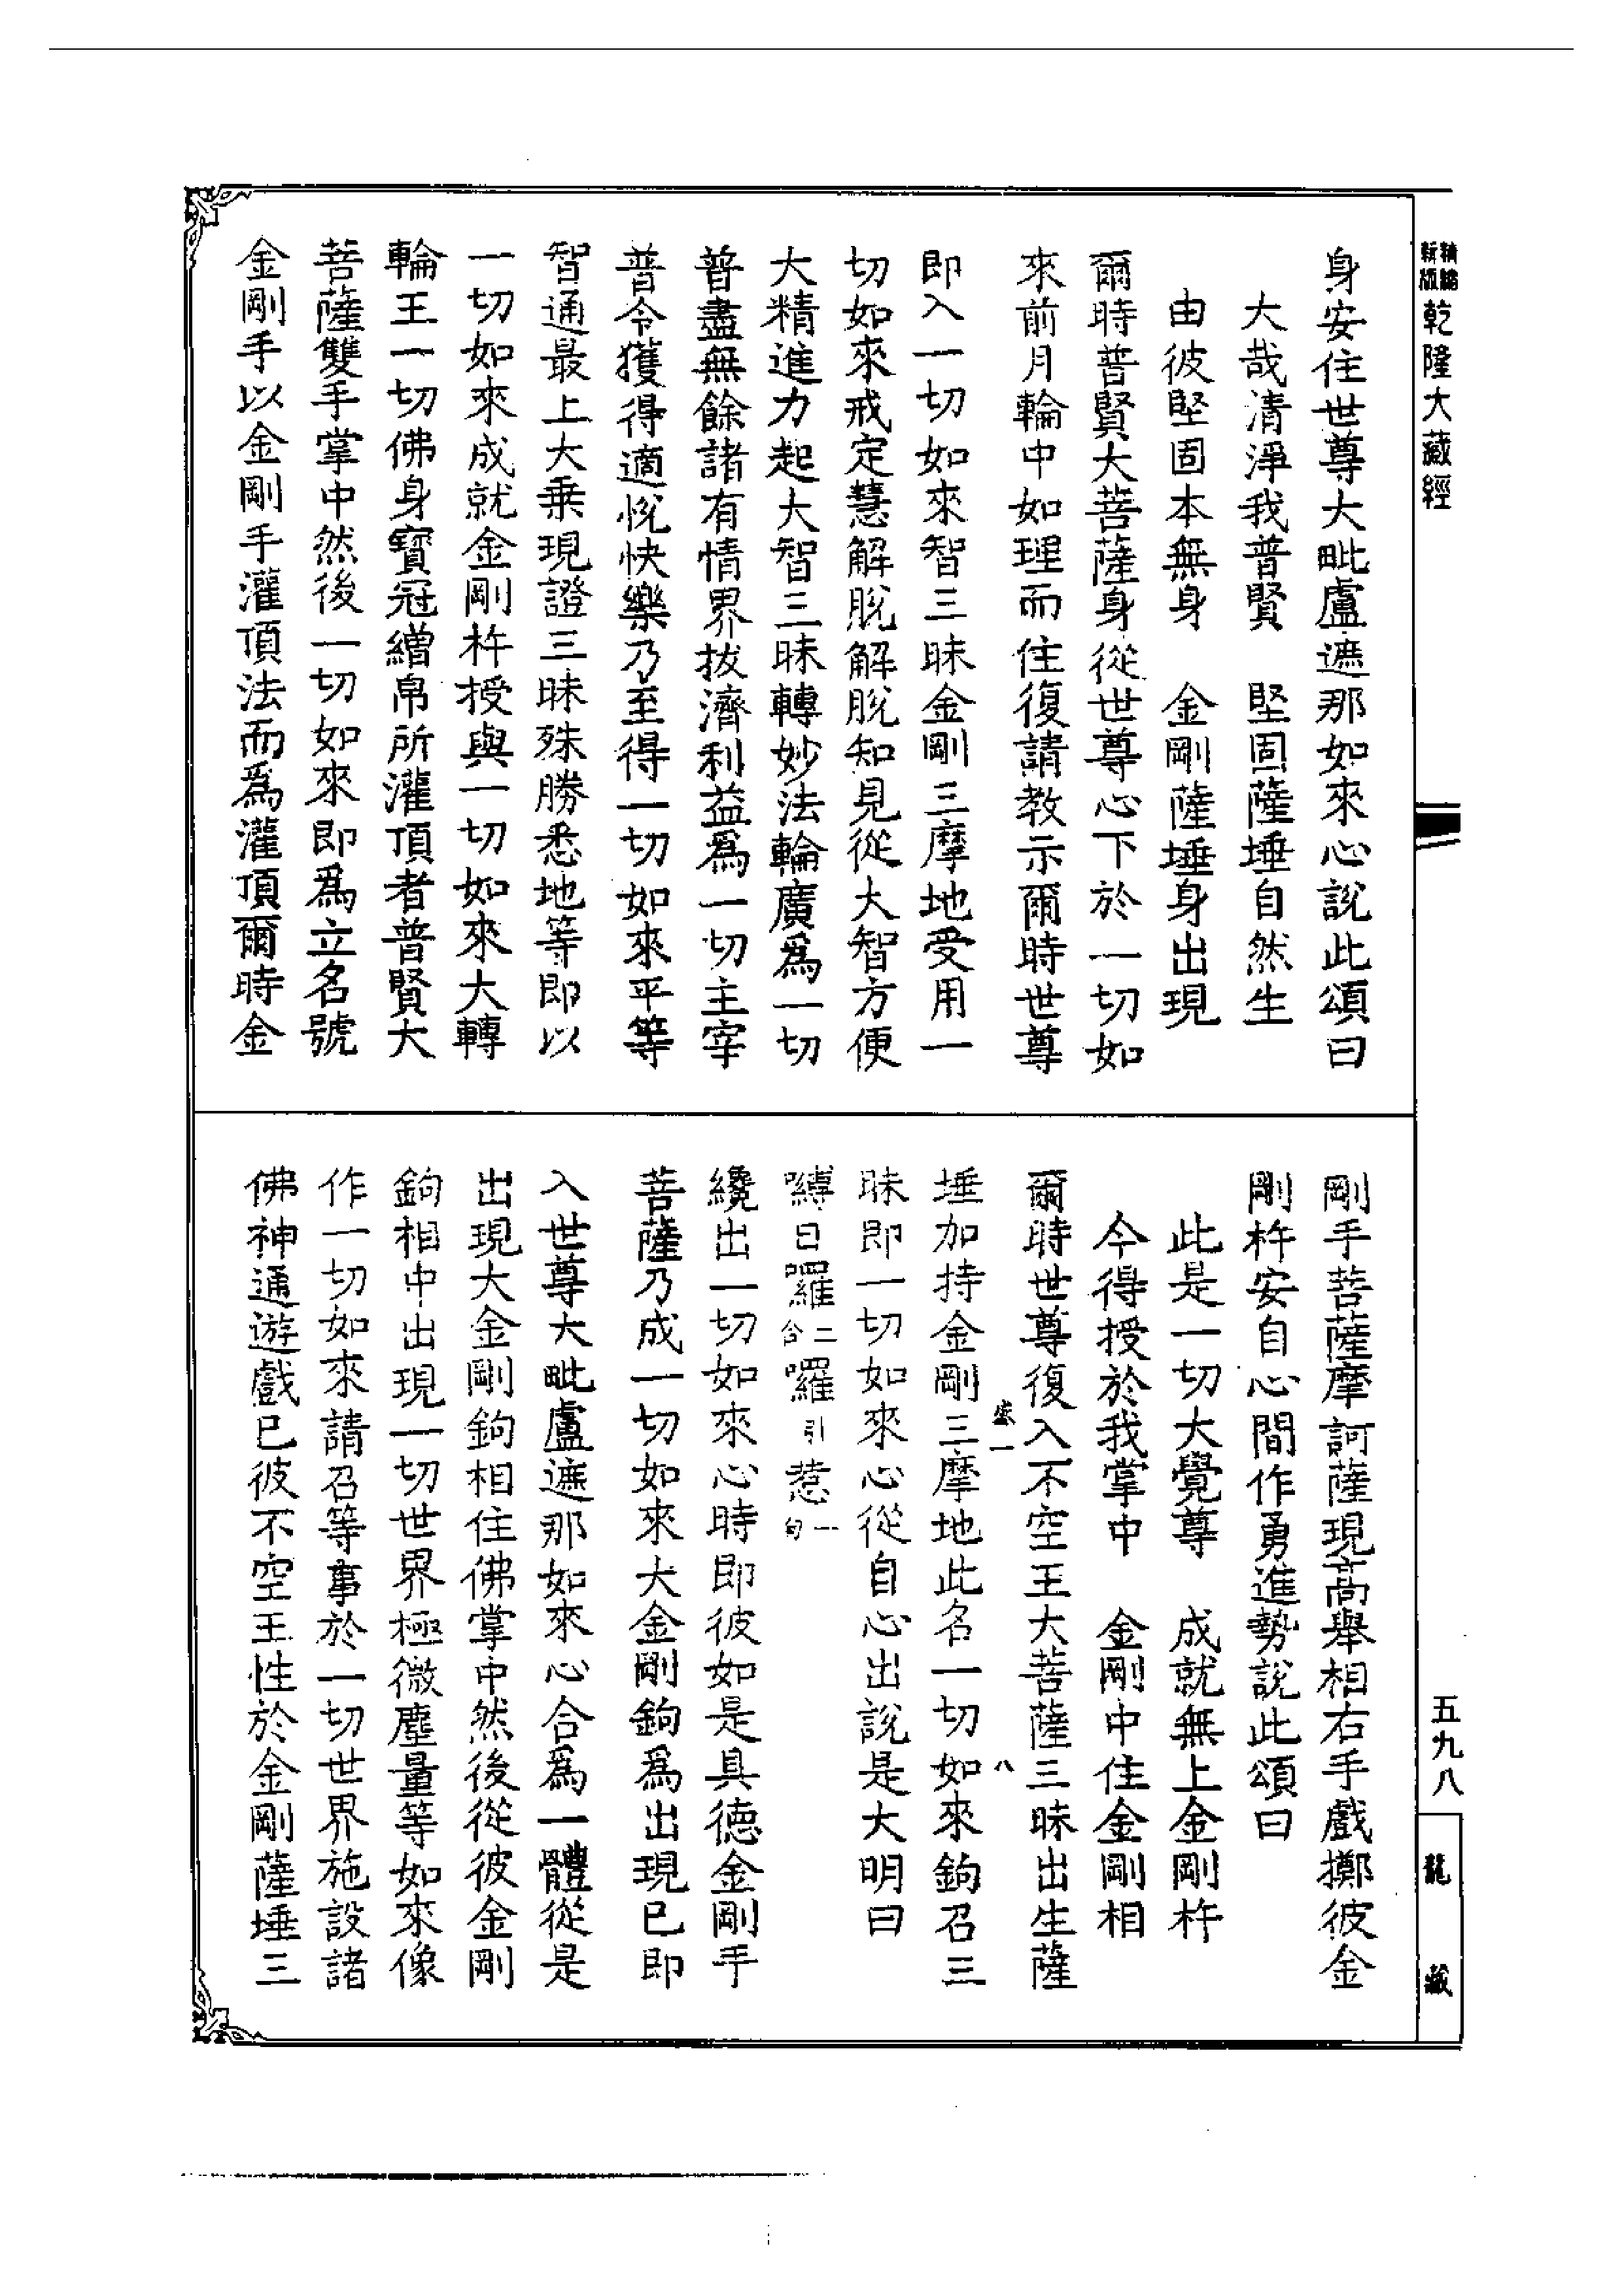 精編
新版
乾隆大藏經
身安住世尊大毗盧遮那如來心說此頌曰
大哉清淨我普賢　堅固薩埵自然生
由彼堅固本無身　金剛薩埵身出現
爾時普賢大菩薩身從世尊心下於一切如
來前月輪中如理而住復請教示爾時世尊
即入一切如來智三昧金剛三摩地受用一
切如來戒定慧解脫解脫知見從大智方便
大精進力起大智三昧轉妙法輪廣爲一切
普盡無餘諸有情界拔濟利益爲一切主宰
普令獲得適悅快樂乃至得一切如來平等
智通最上大乘現證三昧殊勝悉地等即以
一切如來成就金剛杵授與一切如來大轉
輪王一切佛身寶冠繒帛所灌頂者普賢大
菩薩雙手掌中然後一切如來即爲立名號
金剛手以金剛手灌頂法而爲灌頂爾時金
剛手菩薩摩訶薩現高舉相右手戲擲彼金
剛杵安自心間作勇進勢說此頌曰
此是一切大覺尊　成就無上金剛杵
今得授於我掌中　金剛中住金剛相
爾時世尊復入不空王大菩薩三昧出生薩
埵加持金剛三摩地此名一切如來鉤召三
昧即一切如來心從自心出說是大明曰
嚩日囉二合囉引惹一句
纔出一切如來心時即彼如是具德金剛手
菩薩乃成一切如來大金剛鉤爲出現已即
入世尊大毗盧遮那如來心合爲一體從是
出現大金剛鉤相住佛掌中然後從彼金剛
鉤相中出現一切世界極微塵量等如來像
作一切如來請召等事於一切世界施設諸
佛神通遊戲已彼不空王性於金剛薩埵三
五九八
龍藏